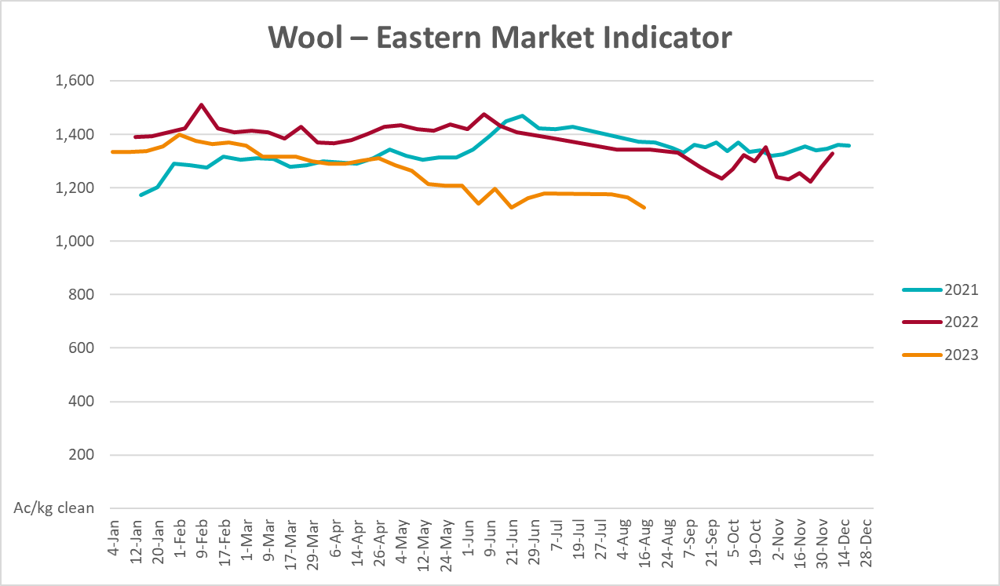 Wool – Eastern Market Indicator
1,600
1,400
1,200
1,000
800
600
400
200
Ac/kg clean
4-Jan
12-Jan
20-Jan
1-Feb
9-Feb
17-Feb
1-Mar
9-Mar
17-Mar
29-Mar
6-Apr
14-Apr
26-Apr
4-May
12-May
24-May
1-Jun
9-Jun
21-Jun
29-Jun
7-Jul
19-Jul
27-Jul
4-Aug
16-Aug
24-Aug
7-Sep
21-Sep
5-Oct
19-Oct
2-Nov
16-Nov
30-Nov
14-Dec
28-Dec
2021
2022
2023